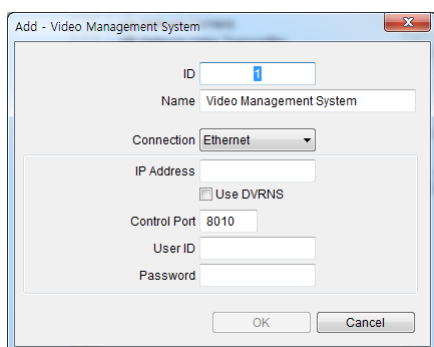 Add - Video Management System
ID 1
Name Video Management System
Connection Ethernet
IP Address
Use DVRNS
Control Port 8010
User ID
Password
OK Cancel